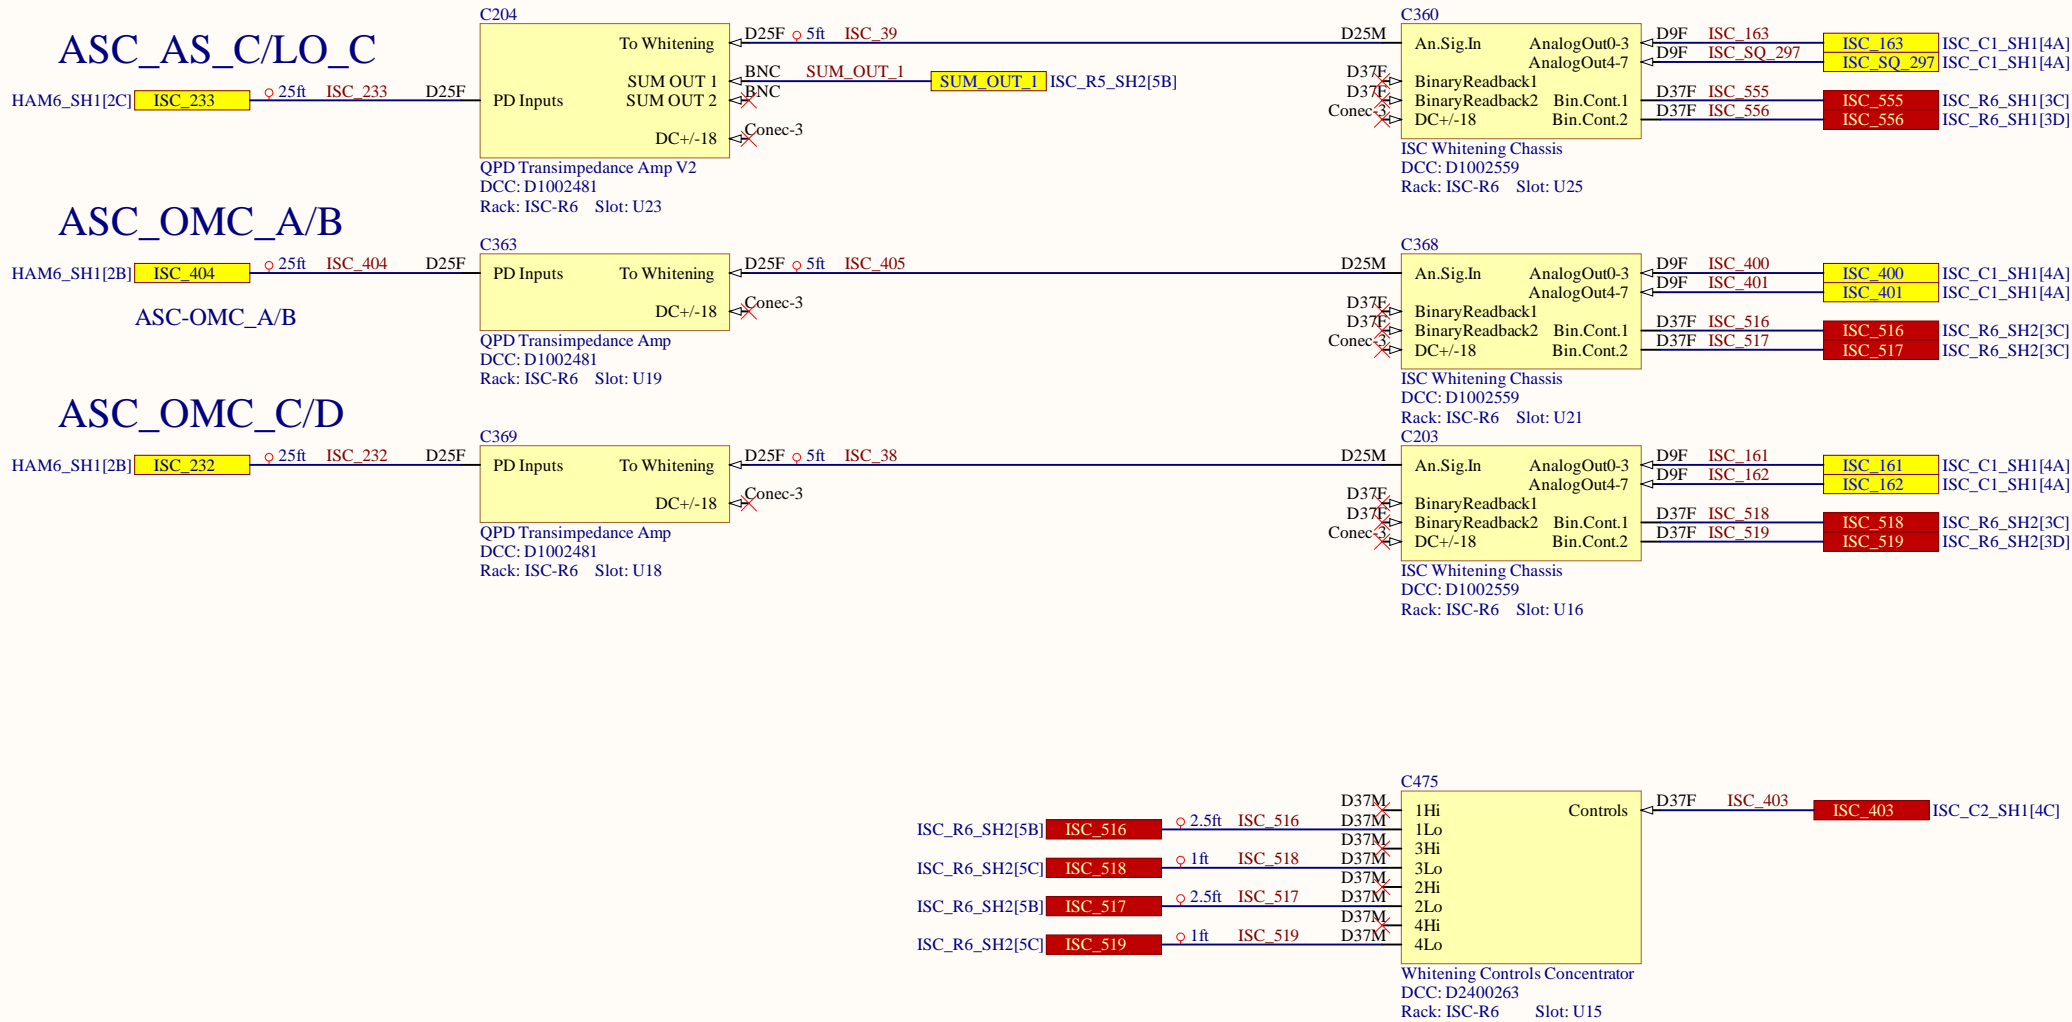 ASC_AS_C/LO_C
HAM6_SH1[2C] ISC_233 25ft ISC_233 D25F
C204
PD Inputs
To Whitening
SUM OUT 1
SUM OUT 2
DC+/-18
D25F 5ft ISC_39 D25M
BNC SUM_OUT_1 SUM_OUT_1 ISC_R5_SH2[5B]
BNC
Conec-3
QPD Transimpedance Amp V2
DCC: D1002481
Rack: ISC-R6 Slot: U23
C360
D37F
D37F
Conec-3
An.Sig.In AnalogOut0-3
AnalogOut4-7
BinaryReadback1
BinaryReadback2 Bin.Cont.1
DC+/-18 Bin.Cont.2
D9F ISC_163 ISC_163 ISC_C1_SH1[4A]
D9F ISC_SQ_297 ISC_SQ_297 ISC_C1_SH1[4A]
D37F ISC_555 ISC_555 ISC_R6_SH1[3C]
D37F ISC_556 ISC_556 ISC_R6_SH1[3D]
ISC Whitening Chassis
DCC: D1002559
Rack: ISC-R6 Slot: U25
ASC_OMC_A/B
HAM6_SH1[2B] ISC_404 25ft ISC_404 D25F
ASC-OMC_A/B
C363
PD Inputs To Whitening
DC+/-18
D25F 5ft ISC_405 D25M
Conec-3
QPD Transimpedance Amp
DCC: D1002481
Rack: ISC-R6 Slot: U19
C368
D37F
D37F
Conec-3
An.Sig.In AnalogOut0-3
AnalogOut4-7
BinaryReadback1
BinaryReadback2 Bin.Cont.1
DC+/-18 Bin.Cont.2
D9F ISC_400 ISC_400 ISC_C1_SH1[4A]
D9F ISC_401 ISC_401 ISC_C1_SH1[4A]
D37F ISC_516 ISC_516 ISC_R6_SH2[3C]
D37F ISC_517 ISC_517 ISC_R6_SH2[3C]
ISC Whitening Chassis
DCC: D1002559
Rack: ISC-R6 Slot: U21
ASC_OMC_C/D
HAM6_SH1[2B] ISC_232 25ft ISC_232 D25F
C369
PD Inputs To Whitening
DC+/-18
D25F 5ft ISC_38 D25M
Conec-3
QPD Transimpedance Amp
DCC: D1002481
Rack: ISC-R6 Slot: U18
C203
D37F
D37F
Conec-3
An.Sig.In AnalogOut0-3
AnalogOut4-7
BinaryReadback1
BinaryReadback2 Bin.Cont.1
DC+/-18 Bin.Cont.2
D9F ISC_161 ISC_161 ISC_C1_SH1[4A]
D9F ISC_162 ISC_162 ISC_C1_SH1[4A]
D37F ISC_518 ISC_518 ISC_R6_SH2[3C]
D37F ISC_519 ISC_519 ISC_R6_SH2[3D]
ISC Whitening Chassis
DCC: D1002559
Rack: ISC-R6 Slot: U16
C475
D37M 1Hi Controls D37F ISC_403 ISC_403 ISC_C2_SH1[4C]
ISC_R6_SH2[5B] ISC_516 2.5ft ISC_516 D37M 1Lo
D37M 3Hi
ISC_R6_SH2[5C] ISC_518 1ft ISC_518 D37M 3Lo
D37M 2Hi
ISC_R6_SH2[5B] ISC_517 2.5ft ISC_517 D37M 2Lo
D37M 4Hi
ISC_R6_SH2[5C] ISC_519 1ft ISC_519 D37M 4Lo
Whitening Controls Concentrator
DCC: D2400263
Rack: ISC-R6 Slot: U15